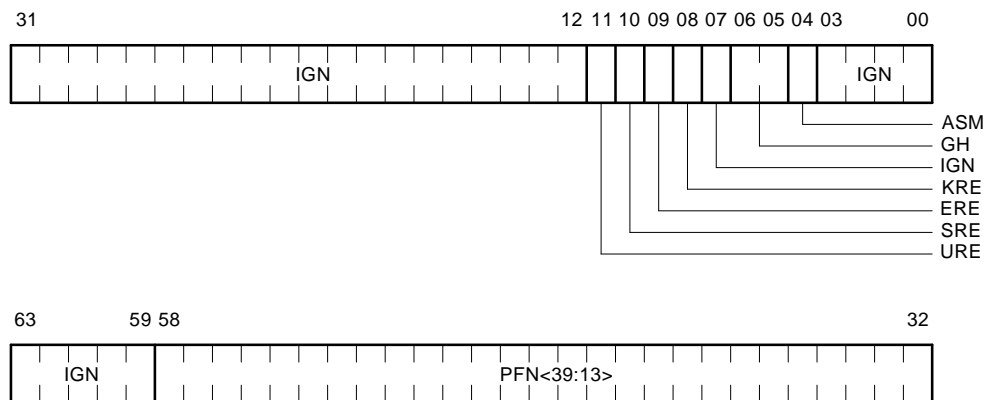 31 12 11 10 09 08 07 06 05 04 03 00
IGN IGN
ASM
GH
IGN
KRE
ERE
SRE
URE
63 59 58 32
IGN PFN<39:13>